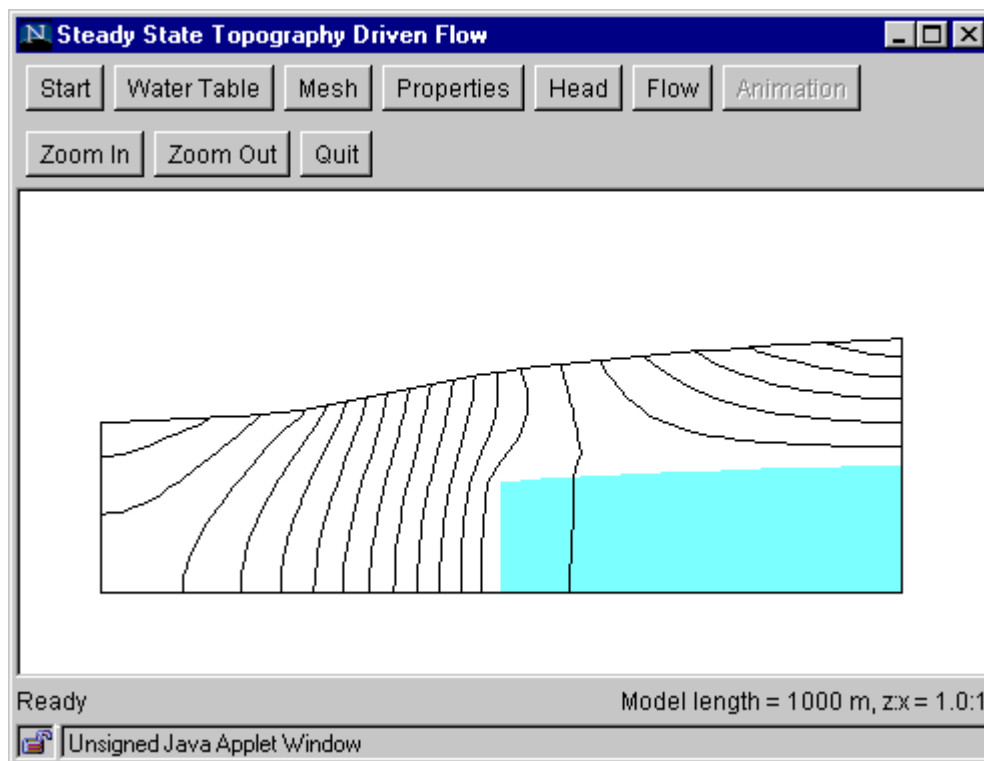 N Steady State Topography Driven Flow
Start Water Table Mesh Properties Head Flow Animation
Zoom In Zoom Out Quit
Ready Model length = 1000 m, z:x = 1.0:1
Unsigned Java Applet Window